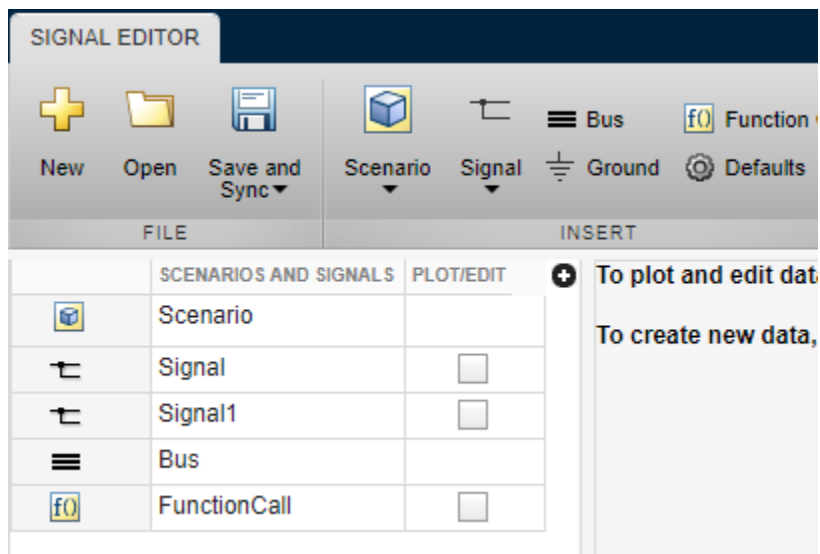 SIGNAL EDITOR
New
Open
Save and
Sync
Scenario
Signal
Bus
Ground
f() Function
Defaults
FILE
INSERT
SCENARIOS AND SIGNALS
PLOT/EDIT
To plot and edit
Scenario
To create new data,
Signal
Signal1
Bus
f() FunctionCall